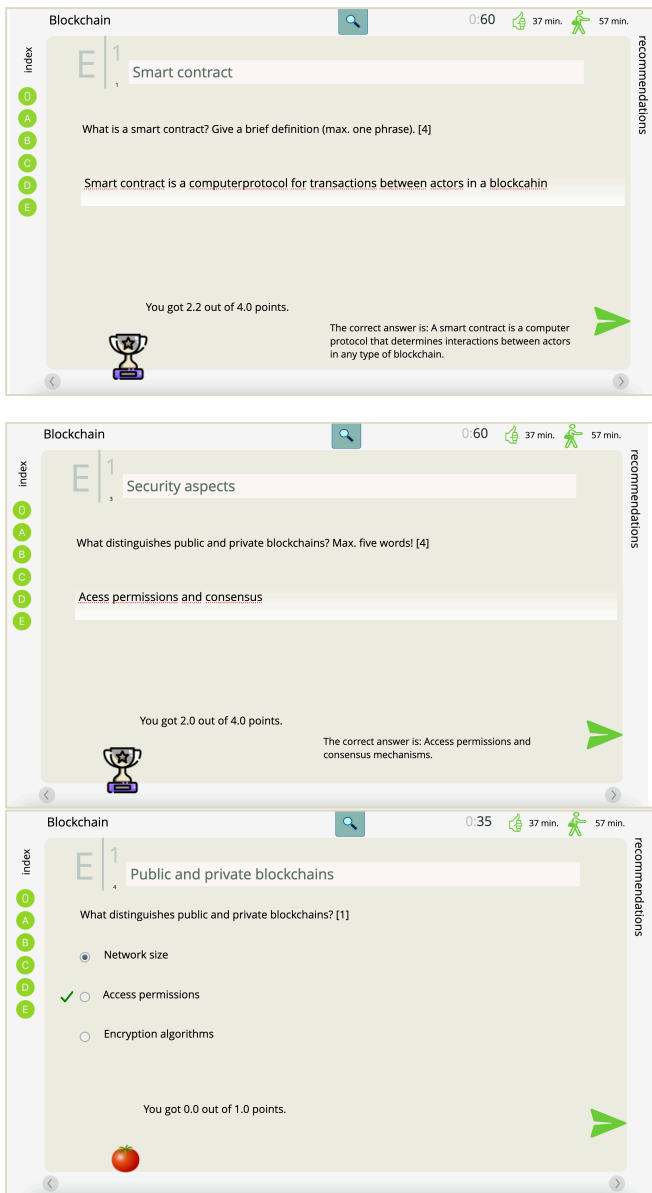 Blockchain
0:60
37 min.
57 min.
index
recommendations
E 1
1
Smart contract
0
A
B
C
D
E
What is a smart contract? Give a brief definition (max. one phrase). [4]
Smart contract is a computerprotocol for transactions between actors in a blockcahin
You got 2.2 out of 4.0 points.
The correct answer is: A smart contract is a computer
protocol that determines interactions between actors
in any type of blockchain.
Blockchain
0:60
37 min.
57 min.
index
recommendations
E 1
3
Security aspects
0
A
B
C
D
E
What distinguishes public and private blockchains? Max. five words! [4]
Acess permissions and consensus
You got 2.0 out of 4.0 points.
The correct answer is: Access permissions and
consensus mechanisms.
Blockchain
0:35
37 min.
57 min.
index
recommendations
E 1
4
Public and private blockchains
0
A
B
C
D
E
What distinguishes public and private blockchains? [1]
Network size
Access permissions
Encryption algorithms
You got 0.0 out of 1.0 points.